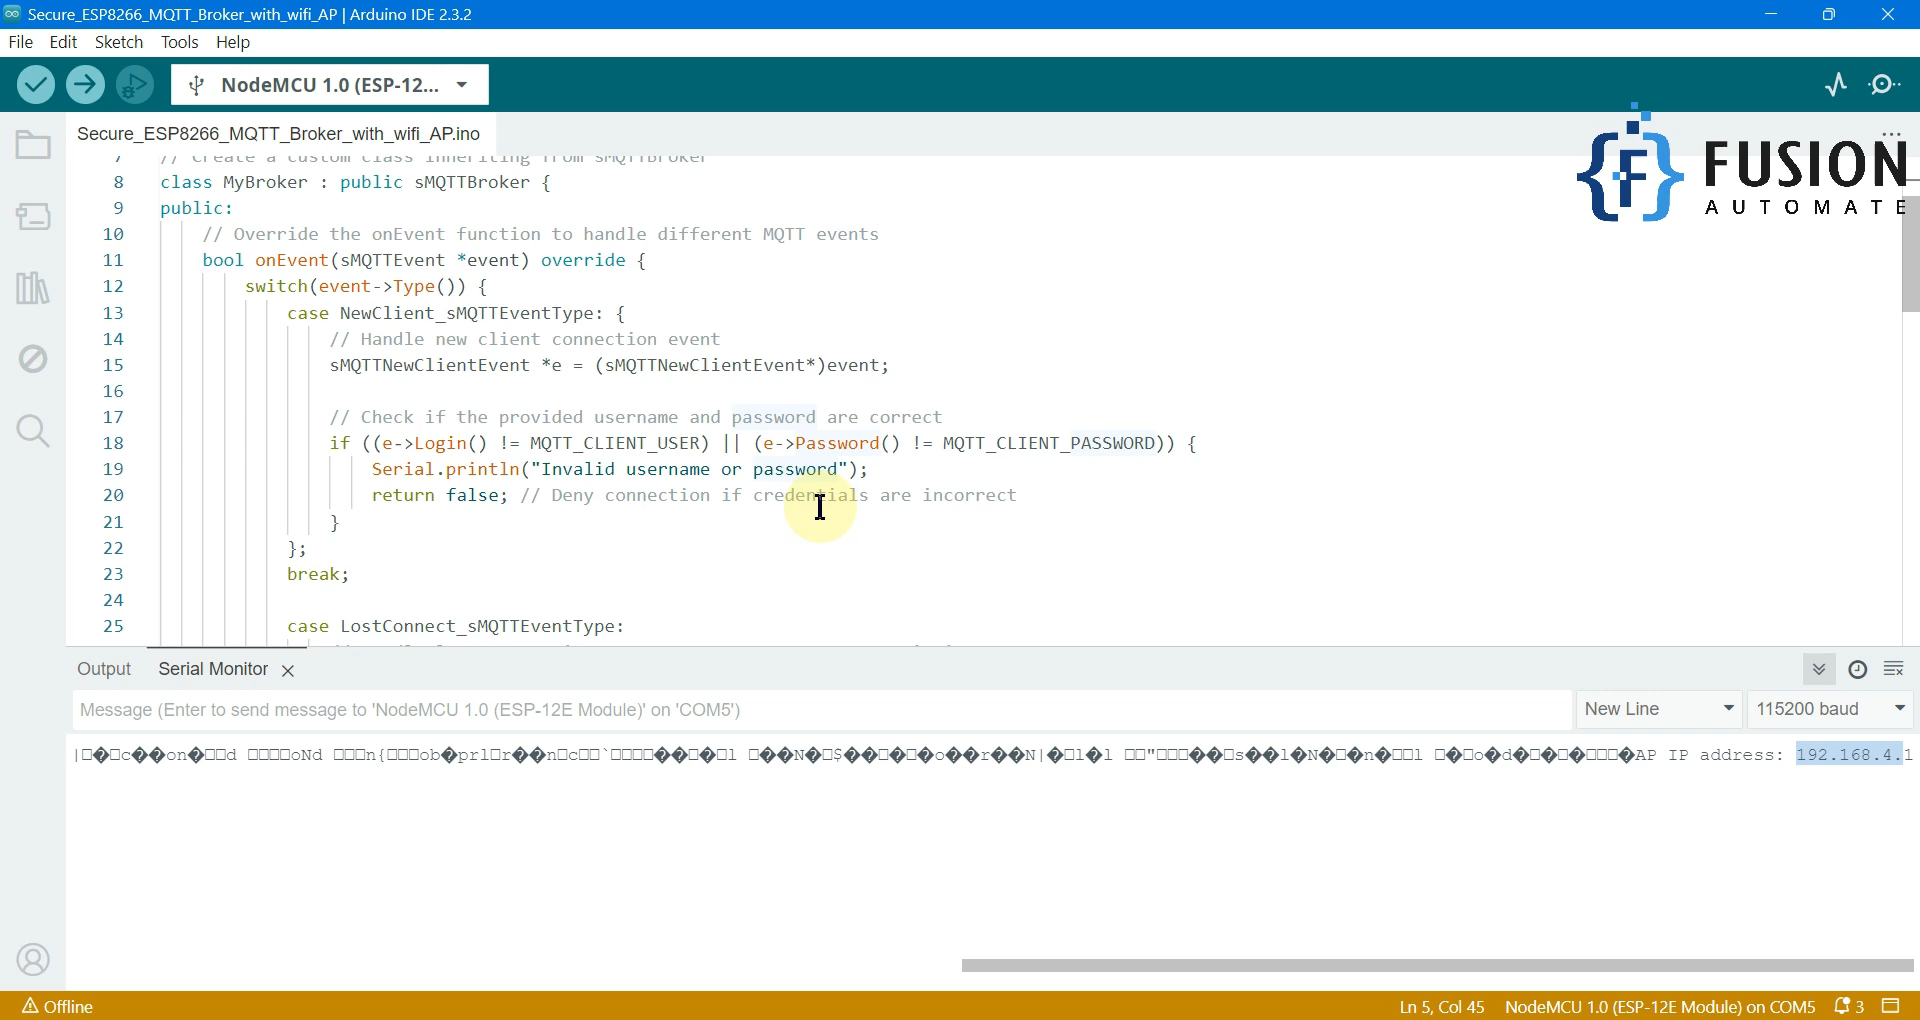 Secure_ESP8266_MQTT_Broker_with_wifi_AP | Arduino IDE 2.3.2
File Edit Sketch Tools Help
NodeMCU 1.0 (ESP-12...
Secure_ESP8266_MQTT_Broker_with_wifi_AP.ino
FUSION
AUTOMATE
7 // Create a custom class inheriting from sMQTTBroker
8 class MyBroker : public sMQTTBroker {
9 public:
10 // Override the onEvent function to handle different MQTT events
11 bool onEvent(sMQTTEvent *event) override {
12 switch(event->Type()) {
13 case NewClient_sMQTTEventType: {
14 // Handle new client connection event
15 sMQTTNewClientEvent *e = (sMQTTNewClientEvent*)event;
16
17 // Check if the provided username and password are correct
18 if ((e->Login() != MQTT_CLIENT_USER) || (e->Password() != MQTT_CLIENT_PASSWORD)) {
19 Serial.println("Invalid username or password");
20 return false; // Deny connection if credentials are incorrect
21 }
22 };
23 break;
24
25 case LostConnect_sMQTTEventType:
Output Serial Monitor
Message (Enter to send message to 'NodeMCU 1.0 (ESP-12E Module)' on 'COM5')
New Line 115200 baud
AP IP address: 192.168.4.1
Offline
Ln 5, Col 45 NodeMCU 1.0 (ESP-12E Module) on COM5 3